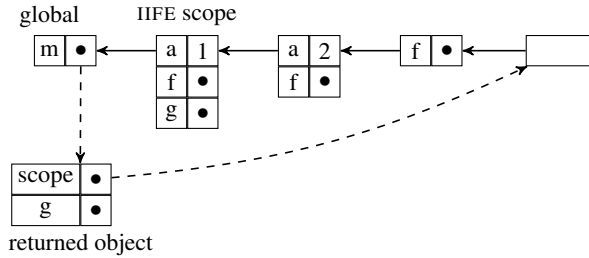 global
IIFE scope
m a 1 a 2 f
f f
g
scope
g
returned object